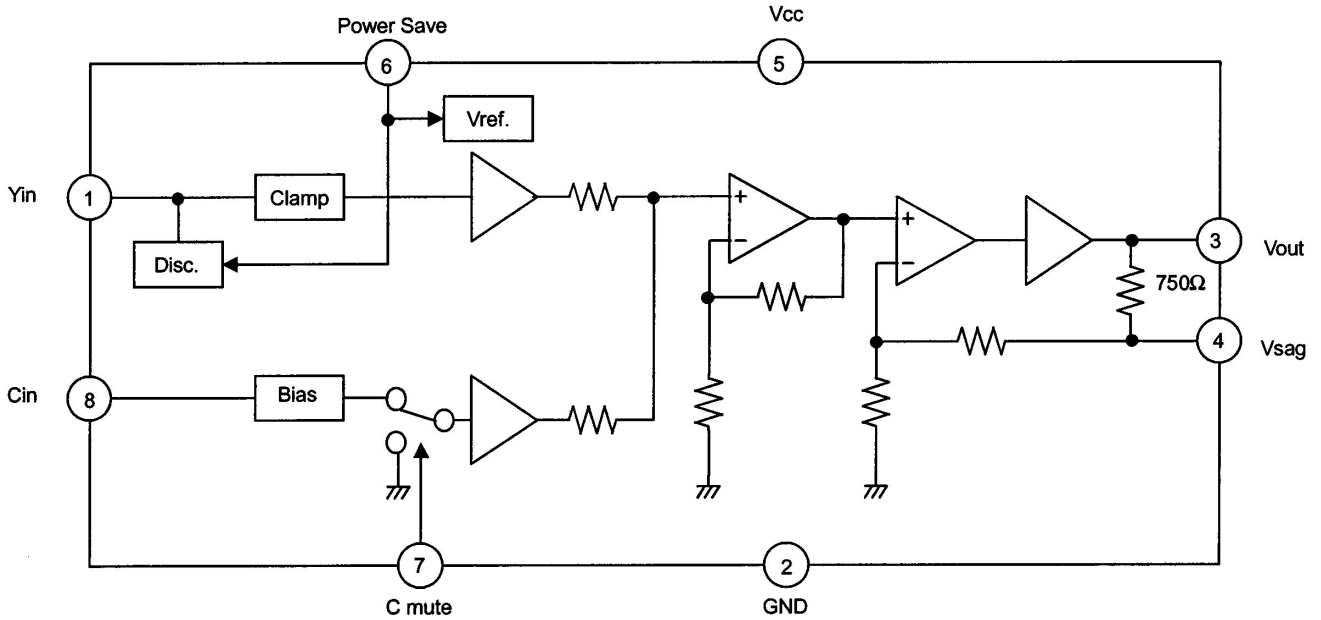 Power Save
Vcc
6
5
Vref.
Yin
1
Clamp
+
−
+
−
3
Vout
Disc.
750Ω
4
Vsag
Cin
8
Bias
7
2
C mute
GND